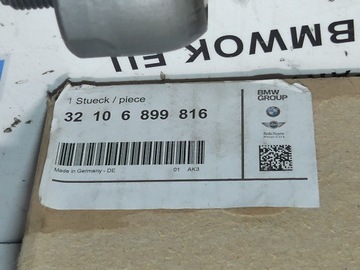 BMWOK EU
1 Stueck / piece
32 10 6 899 816
Made in Germany - DE
01 AK3
BMW
GROUP